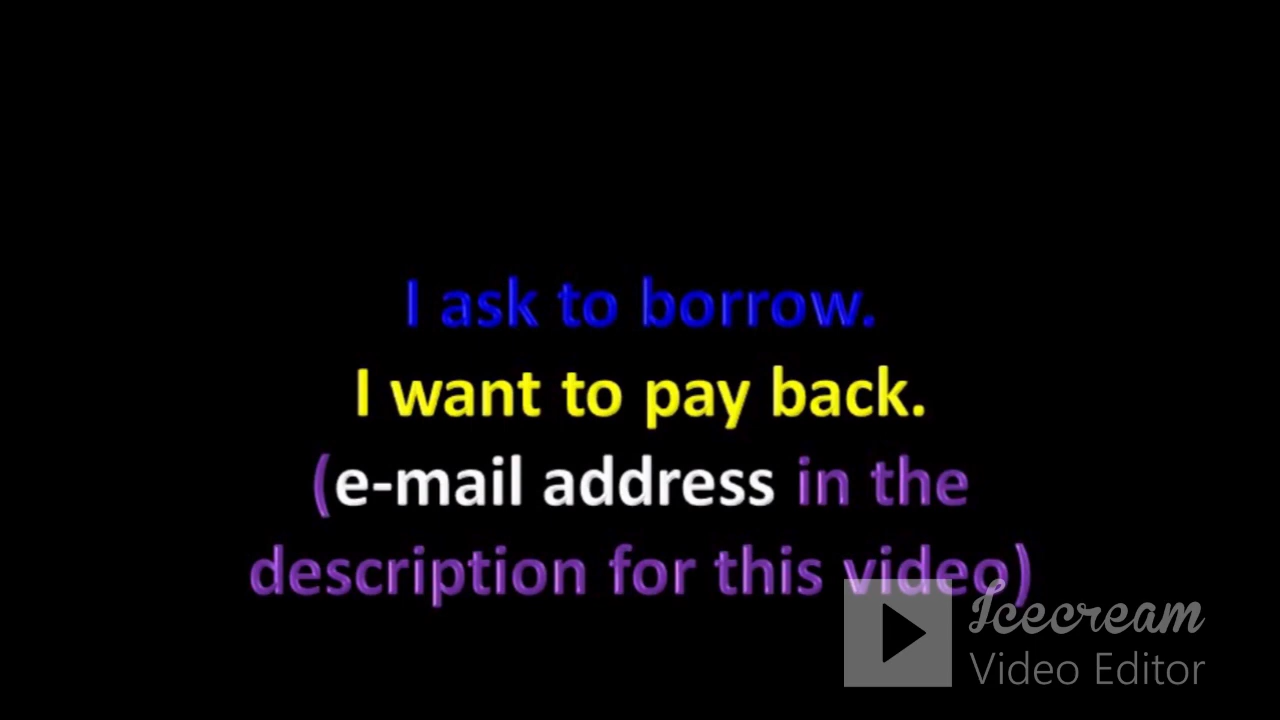 I ask to borrow.
I want to pay back.
(e-mail address in the
description for this video)
Icecream
Video Editor